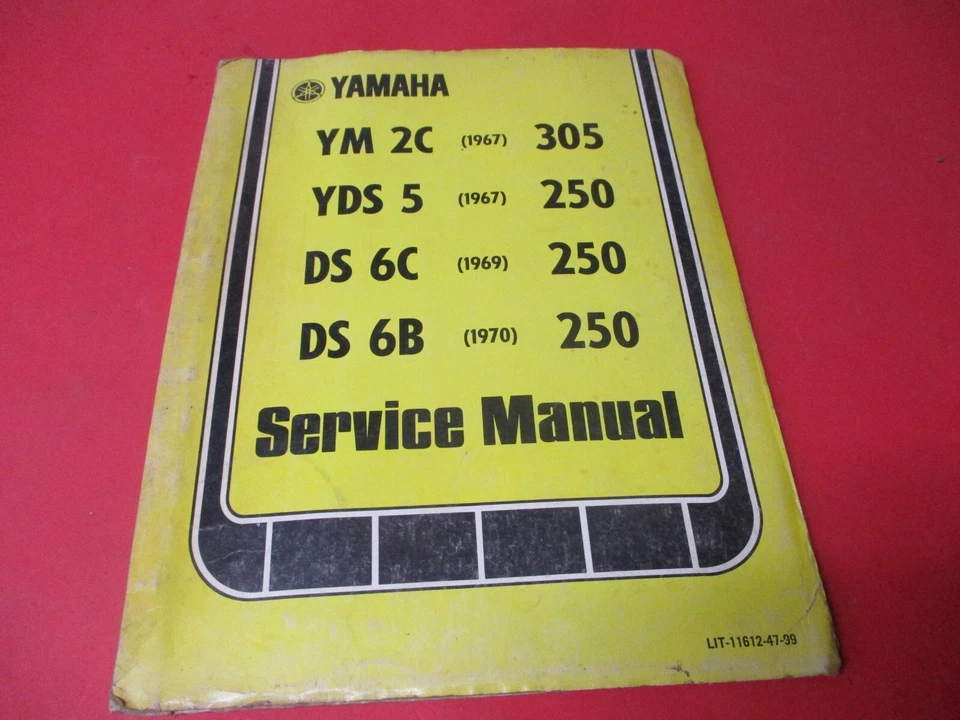 YAMAHA
YM 2C (1967) 305
YDS 5 (1967) 250
DS 6C (1969) 250
DS 6B (1970) 250
Service Manual
LIT-11612-47-99